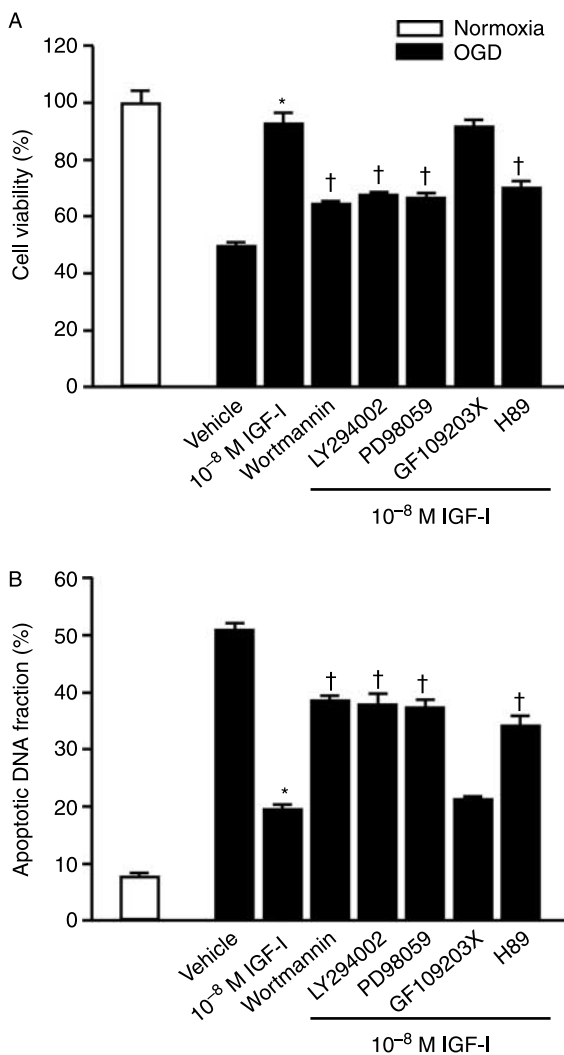 A
Normoxia
OGD
Cell viability (%)
120
100
80
60
40
20
0
*
†
†
†
†
Vehicle
10⁻⁸ M IGF-I
Wortmannin
LY294002
PD98059
GF109203X
H89
10⁻⁸ M IGF-I
B
Apoptotic DNA fraction (%)
60
50
40
30
20
10
0
*
†
†
†
†
Vehicle
10⁻⁸ M IGF-I
Wortmannin
LY294002
PD98059
GF109203X
H89
10⁻⁸ M IGF-I